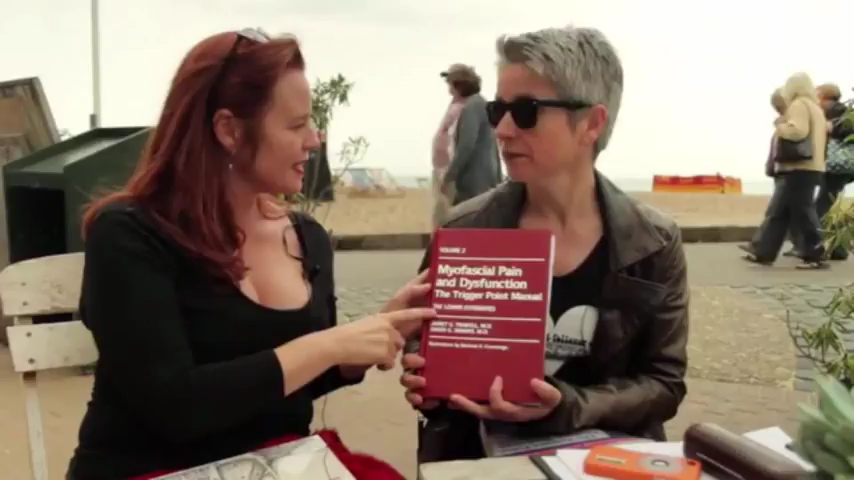 VOLUME 2
Myofascial Pain
and Dysfunction
The Trigger Point Manual
THE LOWER EXTREMITIES
JANET G. TRAVELL, M.D.
DAVID G. SIMONS, M.D.